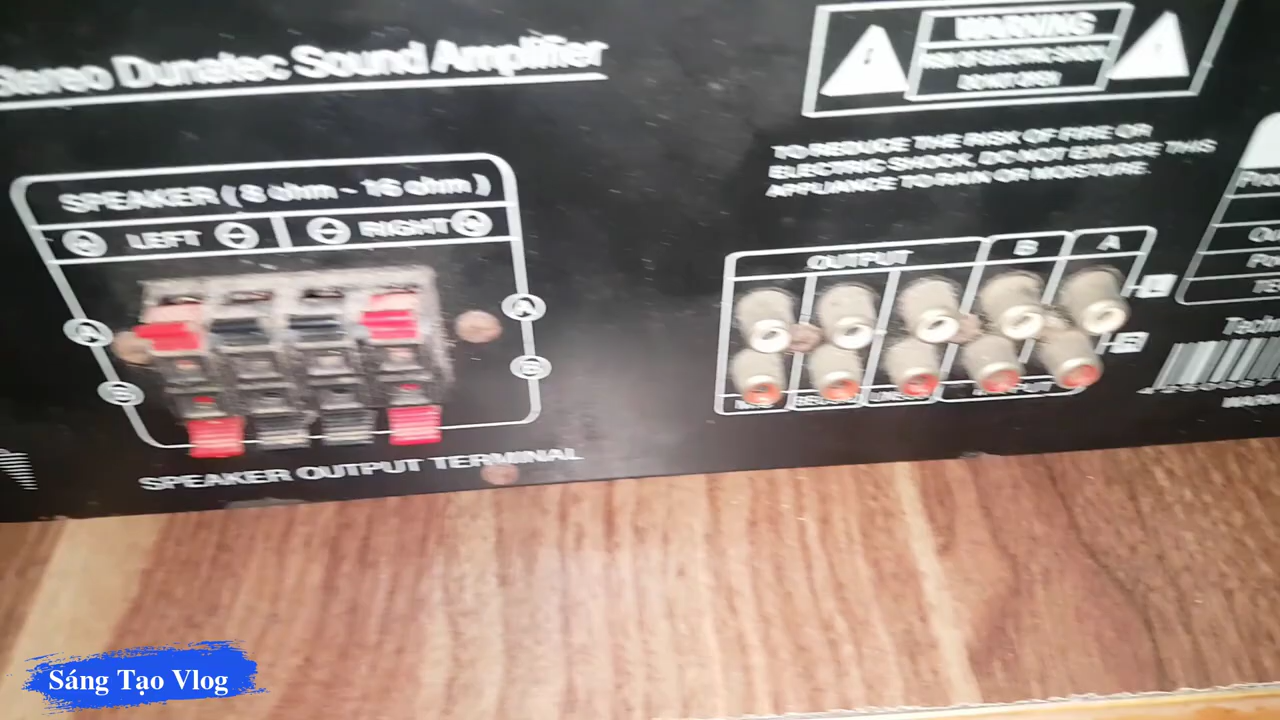 Stereo Dunatec Sound Amplifier
WARNING
RISK OF ELECTRIC SHOCK
DO NOT OPEN
TO REDUCE THE RISK OF FIRE OR
ELECTRIC SHOCK, DO NOT EXPOSE THIS
APPLIANCE TO RAIN OR MOISTURE.
SPEAKER ( 8 ohm ~ 16 ohm )
LEFT RIGHT
A A
B B
SPEAKER OUTPUT TERMINAL
OUTPUT B A
L
R
Sáng Tạo Vlog